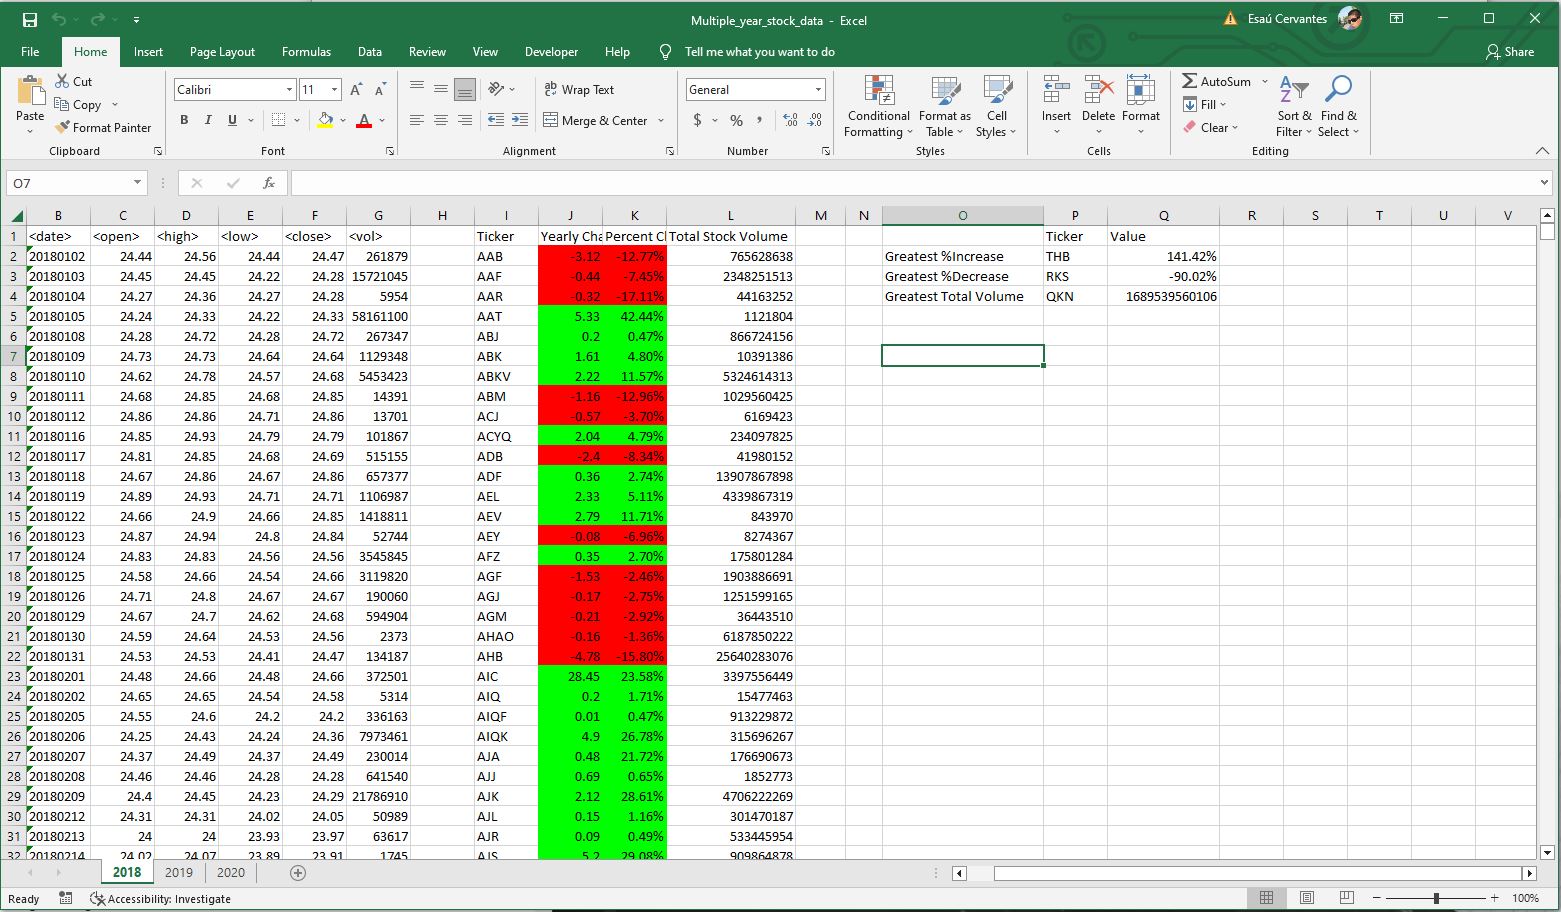 Multiple_year_stock_data - Excel
Esaú Cervantes
File Home Insert Page Layout Formulas Data Review View Developer Help Tell me what you want to do Share
Paste
Cut
Copy
Format Painter
Clipboard
Calibri 11
B I U
Font
Wrap Text
Merge & Center
Alignment
General
$ % ,
Number
Conditional Formatting
Format as Table
Cell Styles
Styles
Insert Delete Format
Cells
AutoSum
Fill
Clear
Sort & Filter
Find & Select
Editing
O7 fx
B C D E F G H I J K L M N O P Q R S T U V
1 <date> <open> <high> <low> <close> <vol> Ticker Yearly Cha Percent Cl Total Stock Volume Ticker Value
2 20180102 24.44 24.56 24.44 24.47 261879 AAB -3.12 -12.77% 765628638 Greatest %Increase THB 141.42%
3 20180103 24.45 24.45 24.22 24.28 15721045 AAF -0.44 -7.45% 2348251513 Greatest %Decrease RKS -90.02%
4 20180104 24.27 24.36 24.27 24.28 5954 AAR -0.32 -17.11% 44163252 Greatest Total Volume QKN 1689539560106
5 20180105 24.24 24.33 24.22 24.33 58161100 AAT 5.33 42.44% 1121804
6 20180108 24.28 24.72 24.28 24.72 267347 ABJ 0.2 0.47% 866724156
7 20180109 24.73 24.73 24.64 24.64 1129348 ABK 1.61 4.80% 10391386
8 20180110 24.62 24.78 24.57 24.68 5453423 ABKV 2.22 11.57% 5324614313
9 20180111 24.68 24.85 24.68 24.85 14391 ABM -1.16 -12.96% 1029560425
10 20180112 24.86 24.86 24.71 24.86 13701 ACJ -0.57 -3.70% 6169423
11 20180116 24.85 24.93 24.79 24.79 101867 ACYQ 2.04 4.79% 234097825
12 20180117 24.81 24.85 24.68 24.69 515155 ADB -2.4 -8.34% 41980152
13 20180118 24.67 24.86 24.67 24.86 657377 ADF 0.36 2.74% 13907867898
14 20180119 24.89 24.93 24.71 24.71 1106987 AEL 2.33 5.11% 4339867319
15 20180122 24.66 24.9 24.66 24.85 1418811 AEV 2.79 11.71% 843970
16 20180123 24.87 24.94 24.8 24.84 52744 AEY -0.08 -6.96% 8274367
17 20180124 24.83 24.83 24.56 24.56 3545845 AFZ 0.35 2.70% 175801284
18 20180125 24.58 24.66 24.54 24.66 3119820 AGF -1.53 -2.46% 1903886691
19 20180126 24.71 24.8 24.67 24.67 190060 AGJ -0.17 -2.75% 1251599165
20 20180129 24.67 24.7 24.62 24.68 594904 AGM -0.21 -2.92% 36443510
21 20180130 24.59 24.64 24.53 24.56 2373 AHAO -0.16 -1.36% 6187850222
22 20180131 24.53 24.53 24.41 24.47 134187 AHB -4.78 -15.80% 25640283076
23 20180201 24.48 24.66 24.48 24.66 372501 AIC 28.45 23.58% 3397556449
24 20180202 24.65 24.65 24.54 24.58 5314 AIQ 0.2 1.71% 15477463
25 20180205 24.55 24.6 24.2 24.2 336163 AIQF 0.01 0.47% 913229872
26 20180206 24.25 24.43 24.24 24.36 7973461 AIQK 4.9 26.78% 315696267
27 20180207 24.37 24.49 24.37 24.49 230014 AJA 0.48 21.72% 176690673
28 20180208 24.46 24.46 24.28 24.28 641540 AJJ 0.69 0.65% 1852773
29 20180209 24.4 24.45 24.23 24.29 21786910 AJK 2.12 28.61% 4706222269
30 20180212 24.31 24.31 24.02 24.05 50989 AJL 0.15 1.16% 301470187
31 20180213 24 24 23.93 23.97 63617 AJR 0.09 0.49% 533445954
32 20180214 24.02 24.07 23.89 23.91 1745 AJS 5.2 29.08% 909864878
2018 2019 2020
Ready Accessibility: Investigate 100%